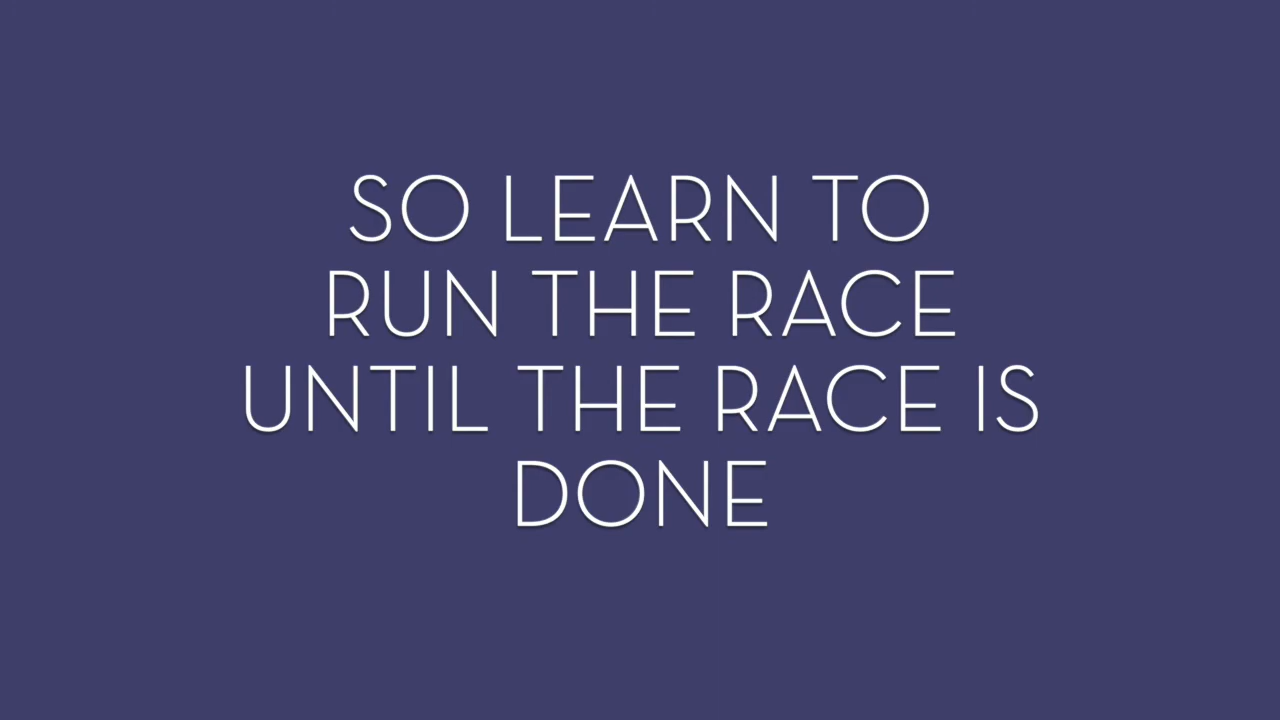 SO LEARN TO
RUN THE RACE
UNTIL THE RACE IS
DONE